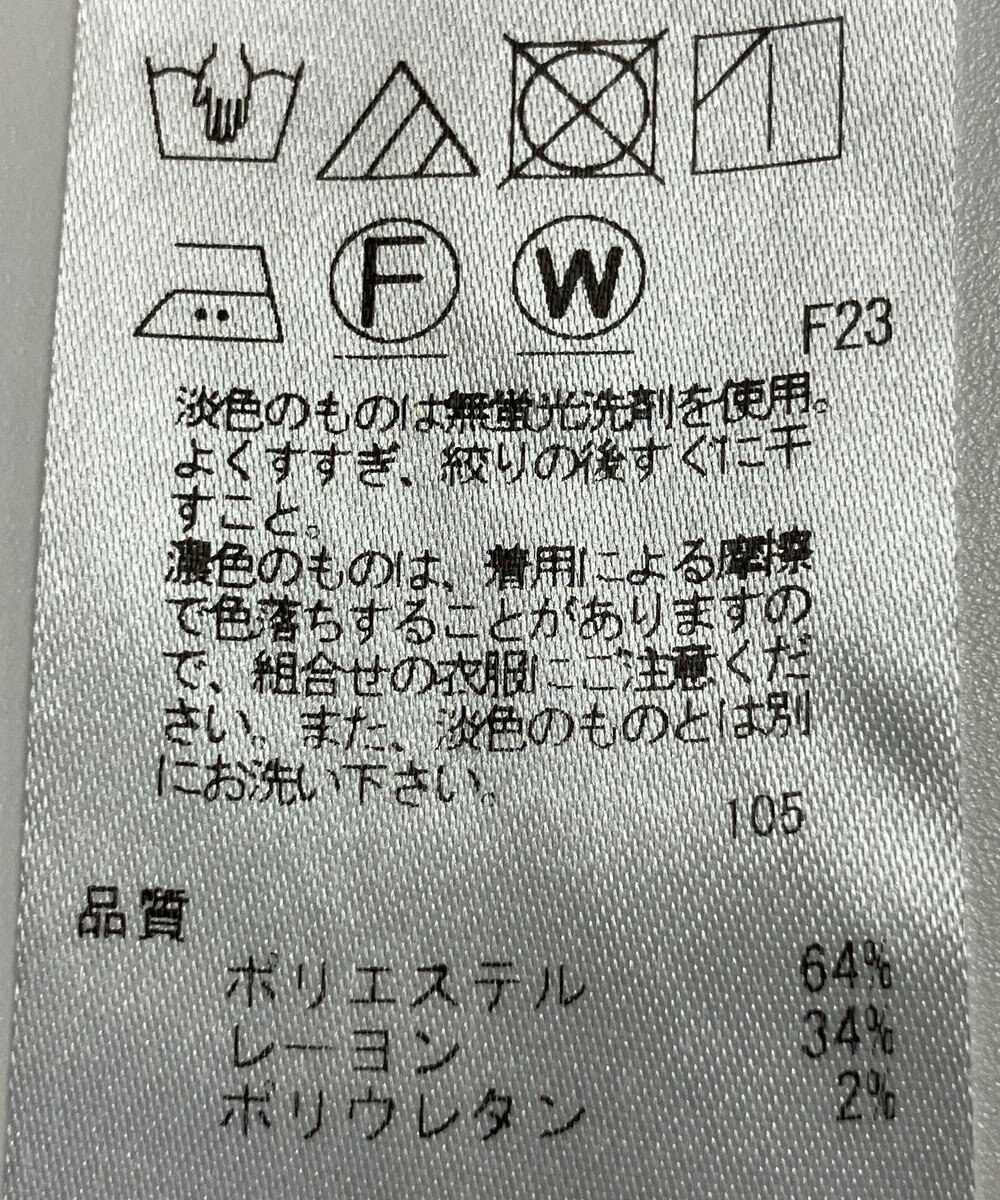 F W
F23
淡色のものは無蛍光洗剤を使用。
よくすすぎ、絞りの後すぐに干
すこと。
濃色のものは、着用による摩擦
で色落ちすることがありますの
で、組合せの衣服にご注意くだ
さい。また、淡色のものとは別
にお洗い下さい。
105
品質
ポリエステル 64%
レーヨン 34%
ポリウレタン 2%